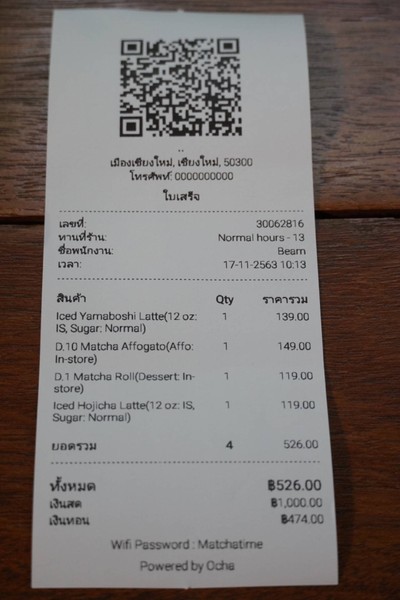 ..
เมืองเชียงใหม่, เชียงใหม่, 50300
โทรศัพท์: 0000000000
ใบเสร็จ
เลขที่: 30062816
ทานที่ร้าน: Normal hours - 13
ชื่อพนักงาน: Beam
เวลา: 17-11-2563 10:13
สินค้า Qty ราคารวม
Iced Yamaboshi Latte(12 oz: 1 139.00
IS, Sugar: Normal)
D.10 Matcha Affogato(Affo: 1 149.00
In-store)
D.1 Matcha Roll(Dessert: In- 1 119.00
store)
Iced Hojicha Latte(12 oz: IS, 1 119.00
Sugar: Normal)
ยอดรวม 4 526.00
ทั้งหมด ฿526.00
เงินสด ฿1,000.00
เงินทอน ฿474.00
Wifi Password : Matchatime
Powered by Ocha